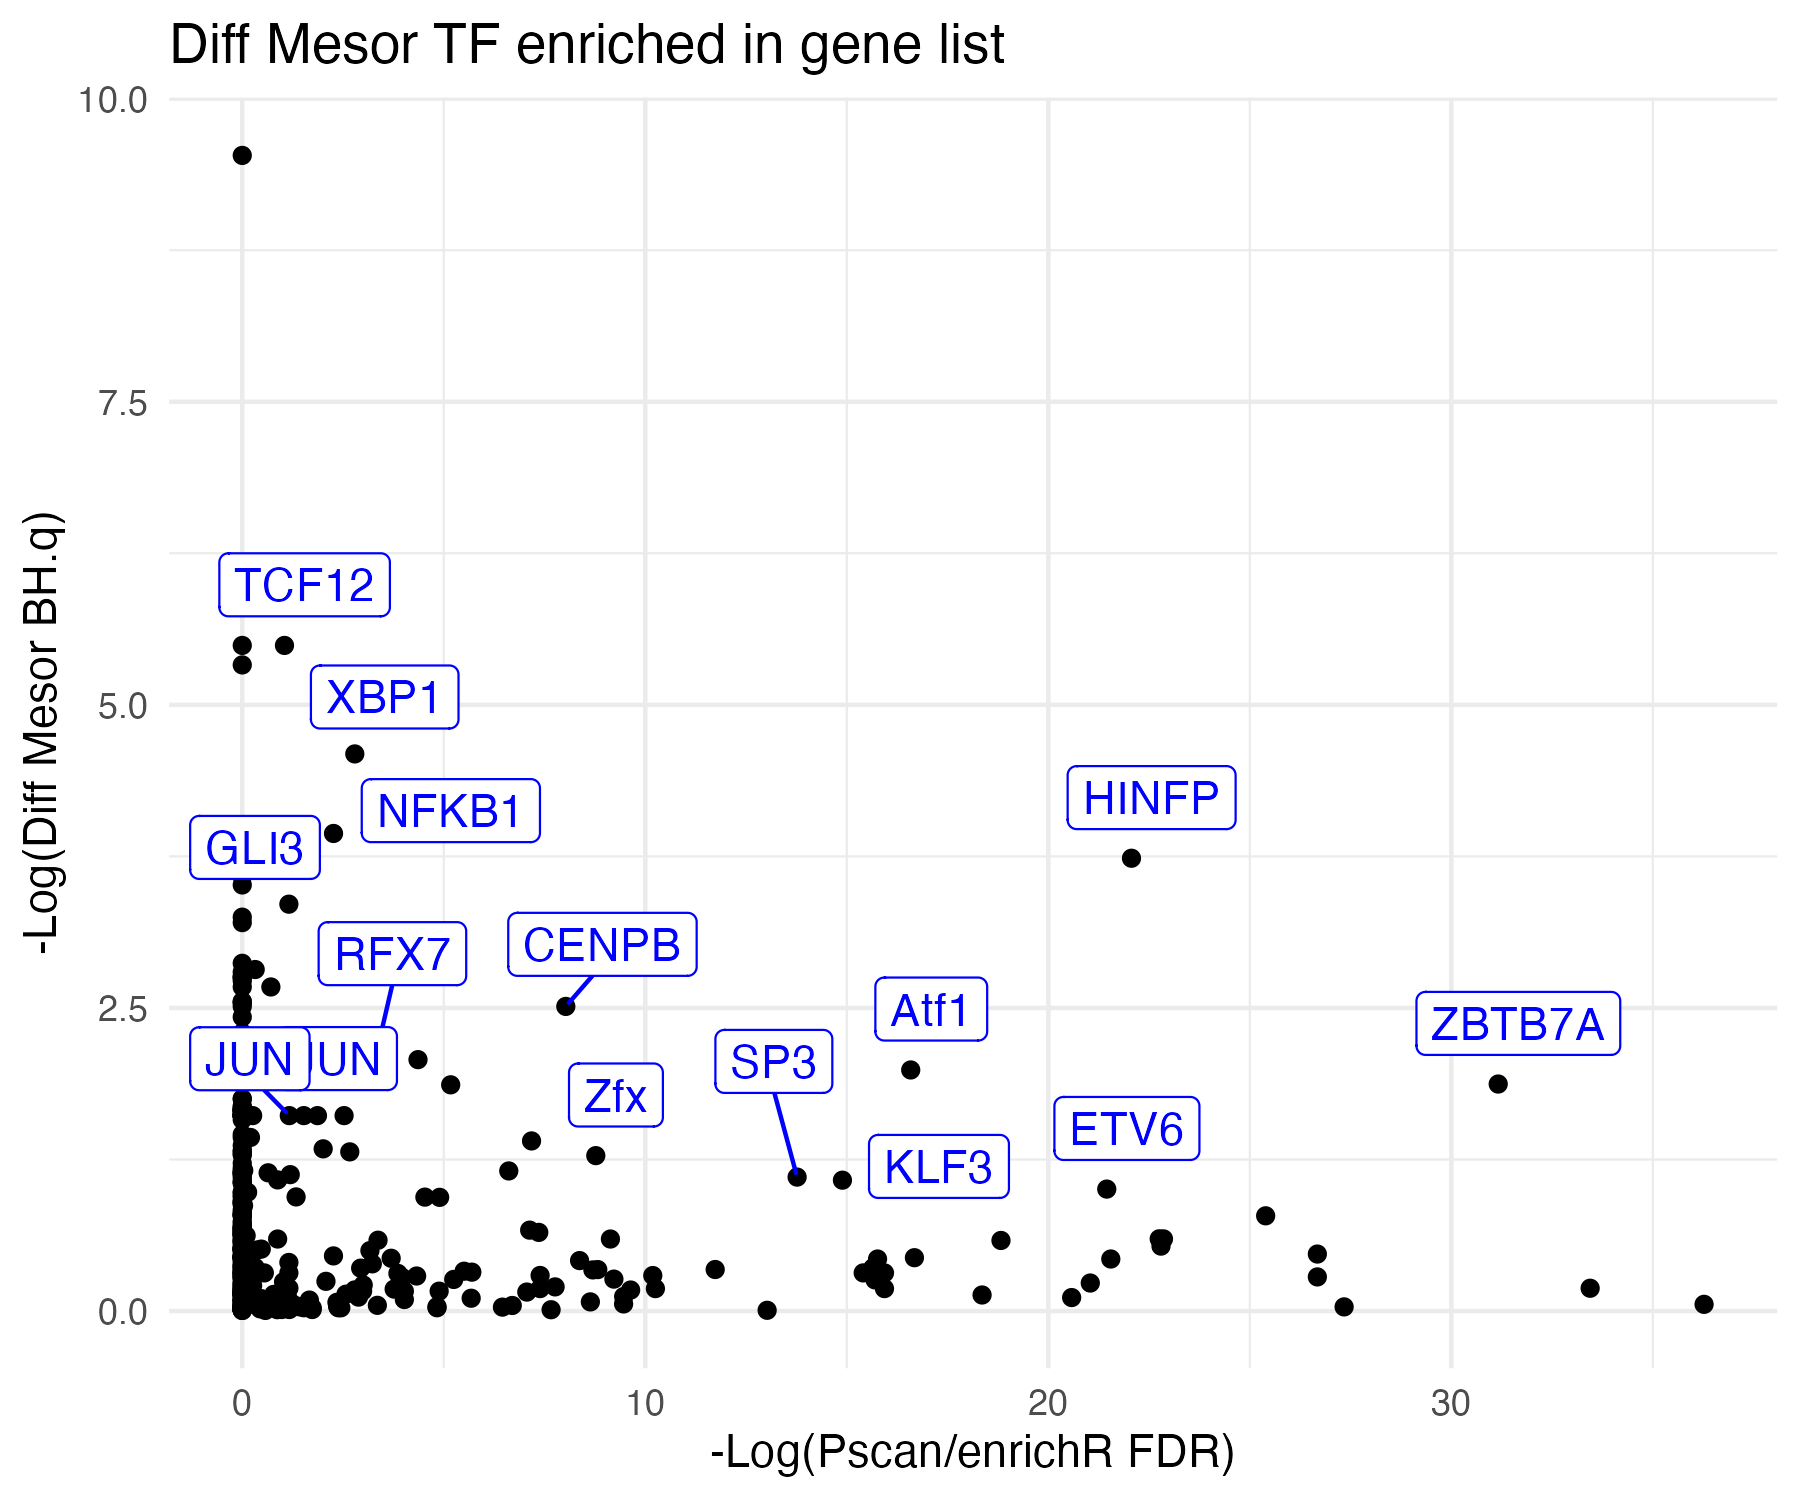 Diff Mesor TF enriched in gene list
10.0
7.5
5.0
2.5
0.0
-Log(Diff Mesor BH.q)
TCF12
XBP1
NFKB1
HINFP
GLI3
RFX7
CENPB
Atf1
ZBTB7A
JUN
JUN
SP3
Zfx
ETV6
KLF3
0
10
20
30
-Log(Pscan/enrichR FDR)